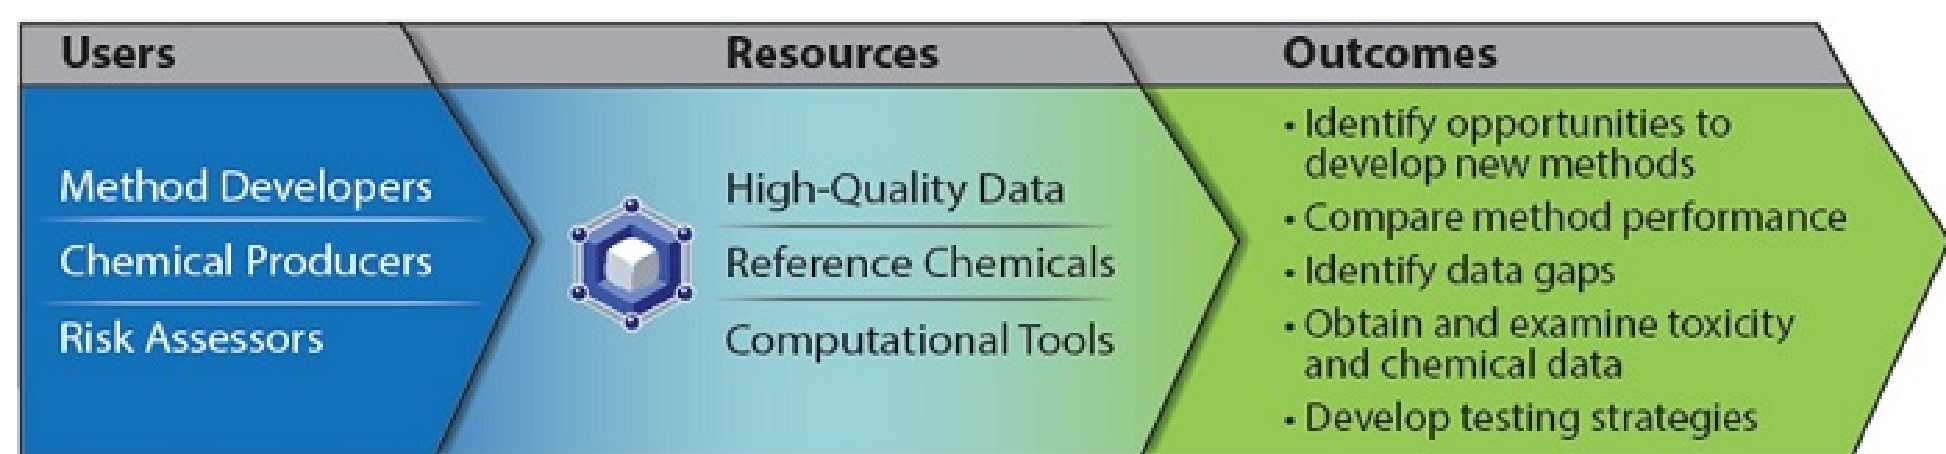 Users
Method Developers
Chemical Producers
Risk Assessors
Resources
High-Quality Data
Reference Chemicals
Computational Tools
Outcomes
• Identify opportunities to
develop new methods
• Compare method performance
• Identify data gaps
• Obtain and examine toxicity
and chemical data
• Develop testing strategies